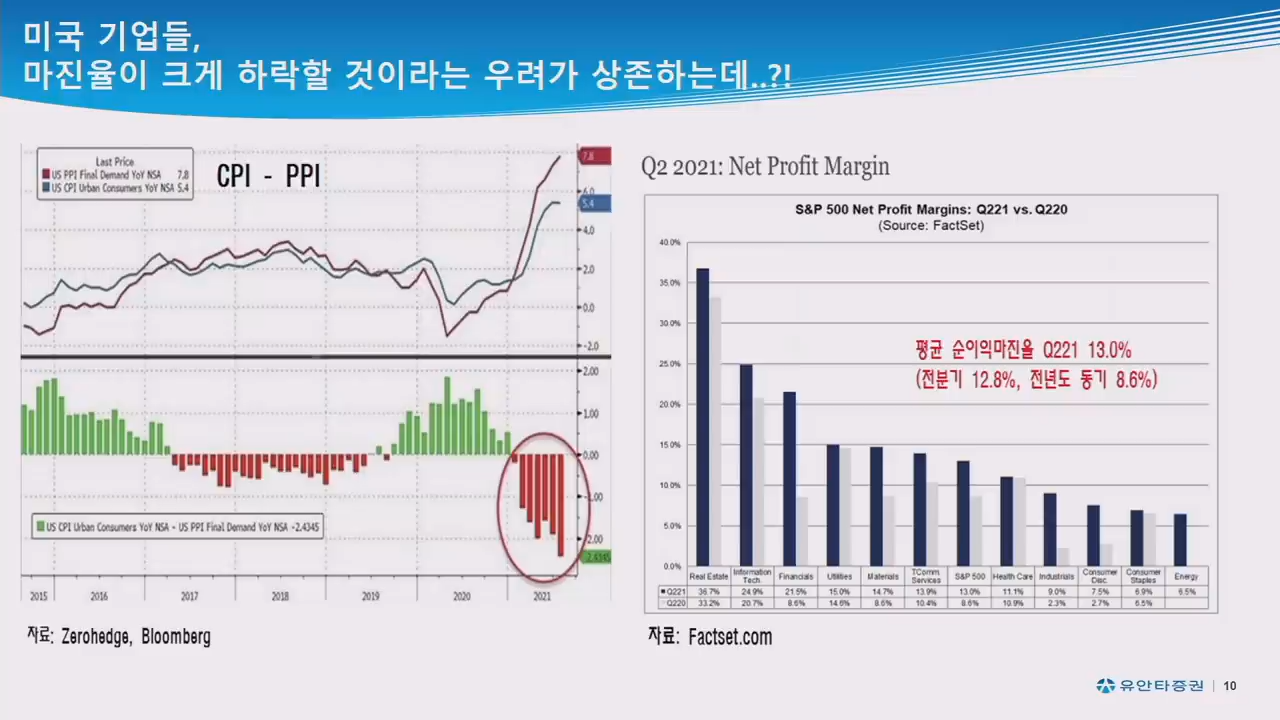 미국 기업들,
마진율이 크게 하락할 것이라는 우려가 상존하는데..?!
Last Price
US PPI Final Demand YoY NSA 7.8
US CPI Urban Consumers YoY NSA 5.4
CPI - PPI
7.8
6.0
5.4
4.0
2.0
0.0
-2.0
2.00
1.00
0.00
-1.00
-2.00
-2.4345
US CPI Urban Consumers YoY NSA - US PPI Final Demand YoY NSA -2.4345
2015 2016 2017 2018 2019 2020 2021
자료: Zerohedge, Bloomberg
Q2 2021: Net Profit Margin
S&P 500 Net Profit Margins: Q221 vs. Q220
(Source: FactSet)
40.0%
35.0%
30.0%
25.0%
20.0%
15.0%
10.0%
5.0%
0.0%
평균 순이익마진율 Q221 13.0%
(전분기 12.8%, 전년도 동기 8.6%)
Real Estate Information Tech. Financials Utilities Materials TComm. Services S&P 500 Health Care Industrials Consumer Disc. Consumer Staples Energy
Q221 36.7% 24.9% 21.5% 15.0% 14.7% 13.9% 13.0% 11.1% 9.0% 7.5% 6.9% 6.5%
Q220 33.2% 20.7% 8.6% 14.6% 8.6% 10.4% 8.6% 10.9% 2.3% 2.7% 6.5%
자료: Factset.com
유안타증권 10